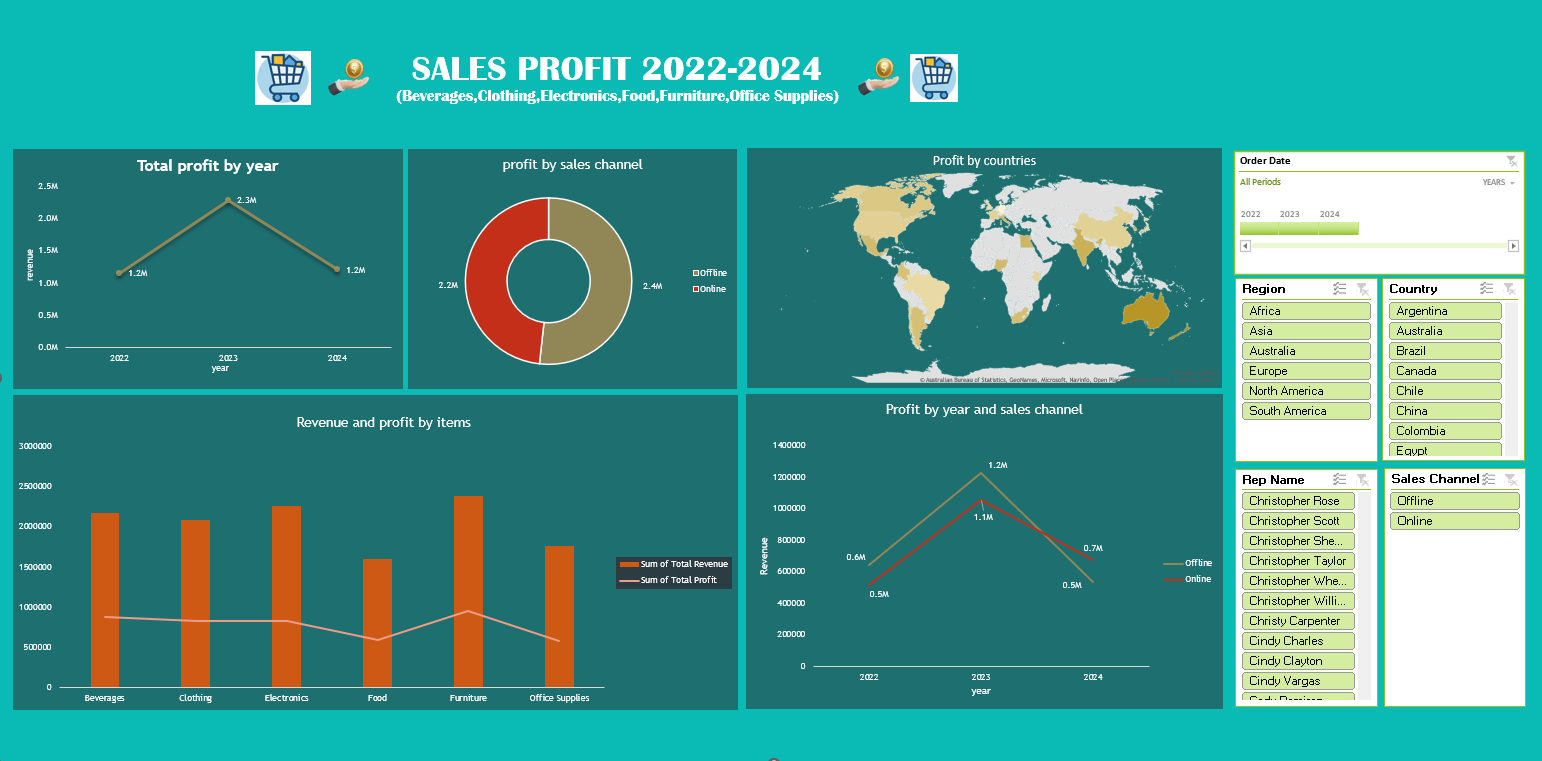 SALES PROFIT 2022-2024
(Beverages,Clothing,Electronics,Food,Furniture,Office Supplies)
Total profit by year
2.5M
2.0M
1.5M
1.0M
0.5M
0.0M
revenue
1.2M
2.3M
1.2M
2022
2023
2024
year
profit by sales channel
2.2M
2.4M
Offline
Online
Profit by countries
© Australian Bureau of Statistics, GeoNames, Microsoft, Navinfo, Open Plac
Order Date
All Periods
YEARS
2022
2023
2024
Region
Africa
Asia
Australia
Europe
North America
South America
Country
Argentina
Australia
Brazil
Canada
Chile
China
Colombia
Egypt
Revenue and profit by items
3000000
2500000
2000000
1500000
1000000
500000
0
Beverages
Clothing
Electronics
Food
Furniture
Office Supplies
Sum of Total Revenue
Sum of Total Profit
Profit by year and sales channel
1400000
1200000
1000000
800000
600000
400000
200000
0
Revenue
0.6M
0.5M
1.2M
1.1M
0.7M
0.5M
2022
2023
2024
year
Offline
Online
Rep Name
Christopher Rose
Christopher Scott
Christopher She...
Christopher Taylor
Christopher Whe...
Christopher Willi...
Christy Carpenter
Cindy Charles
Cindy Clayton
Cindy Vargas
Sales Channel
Offline
Online